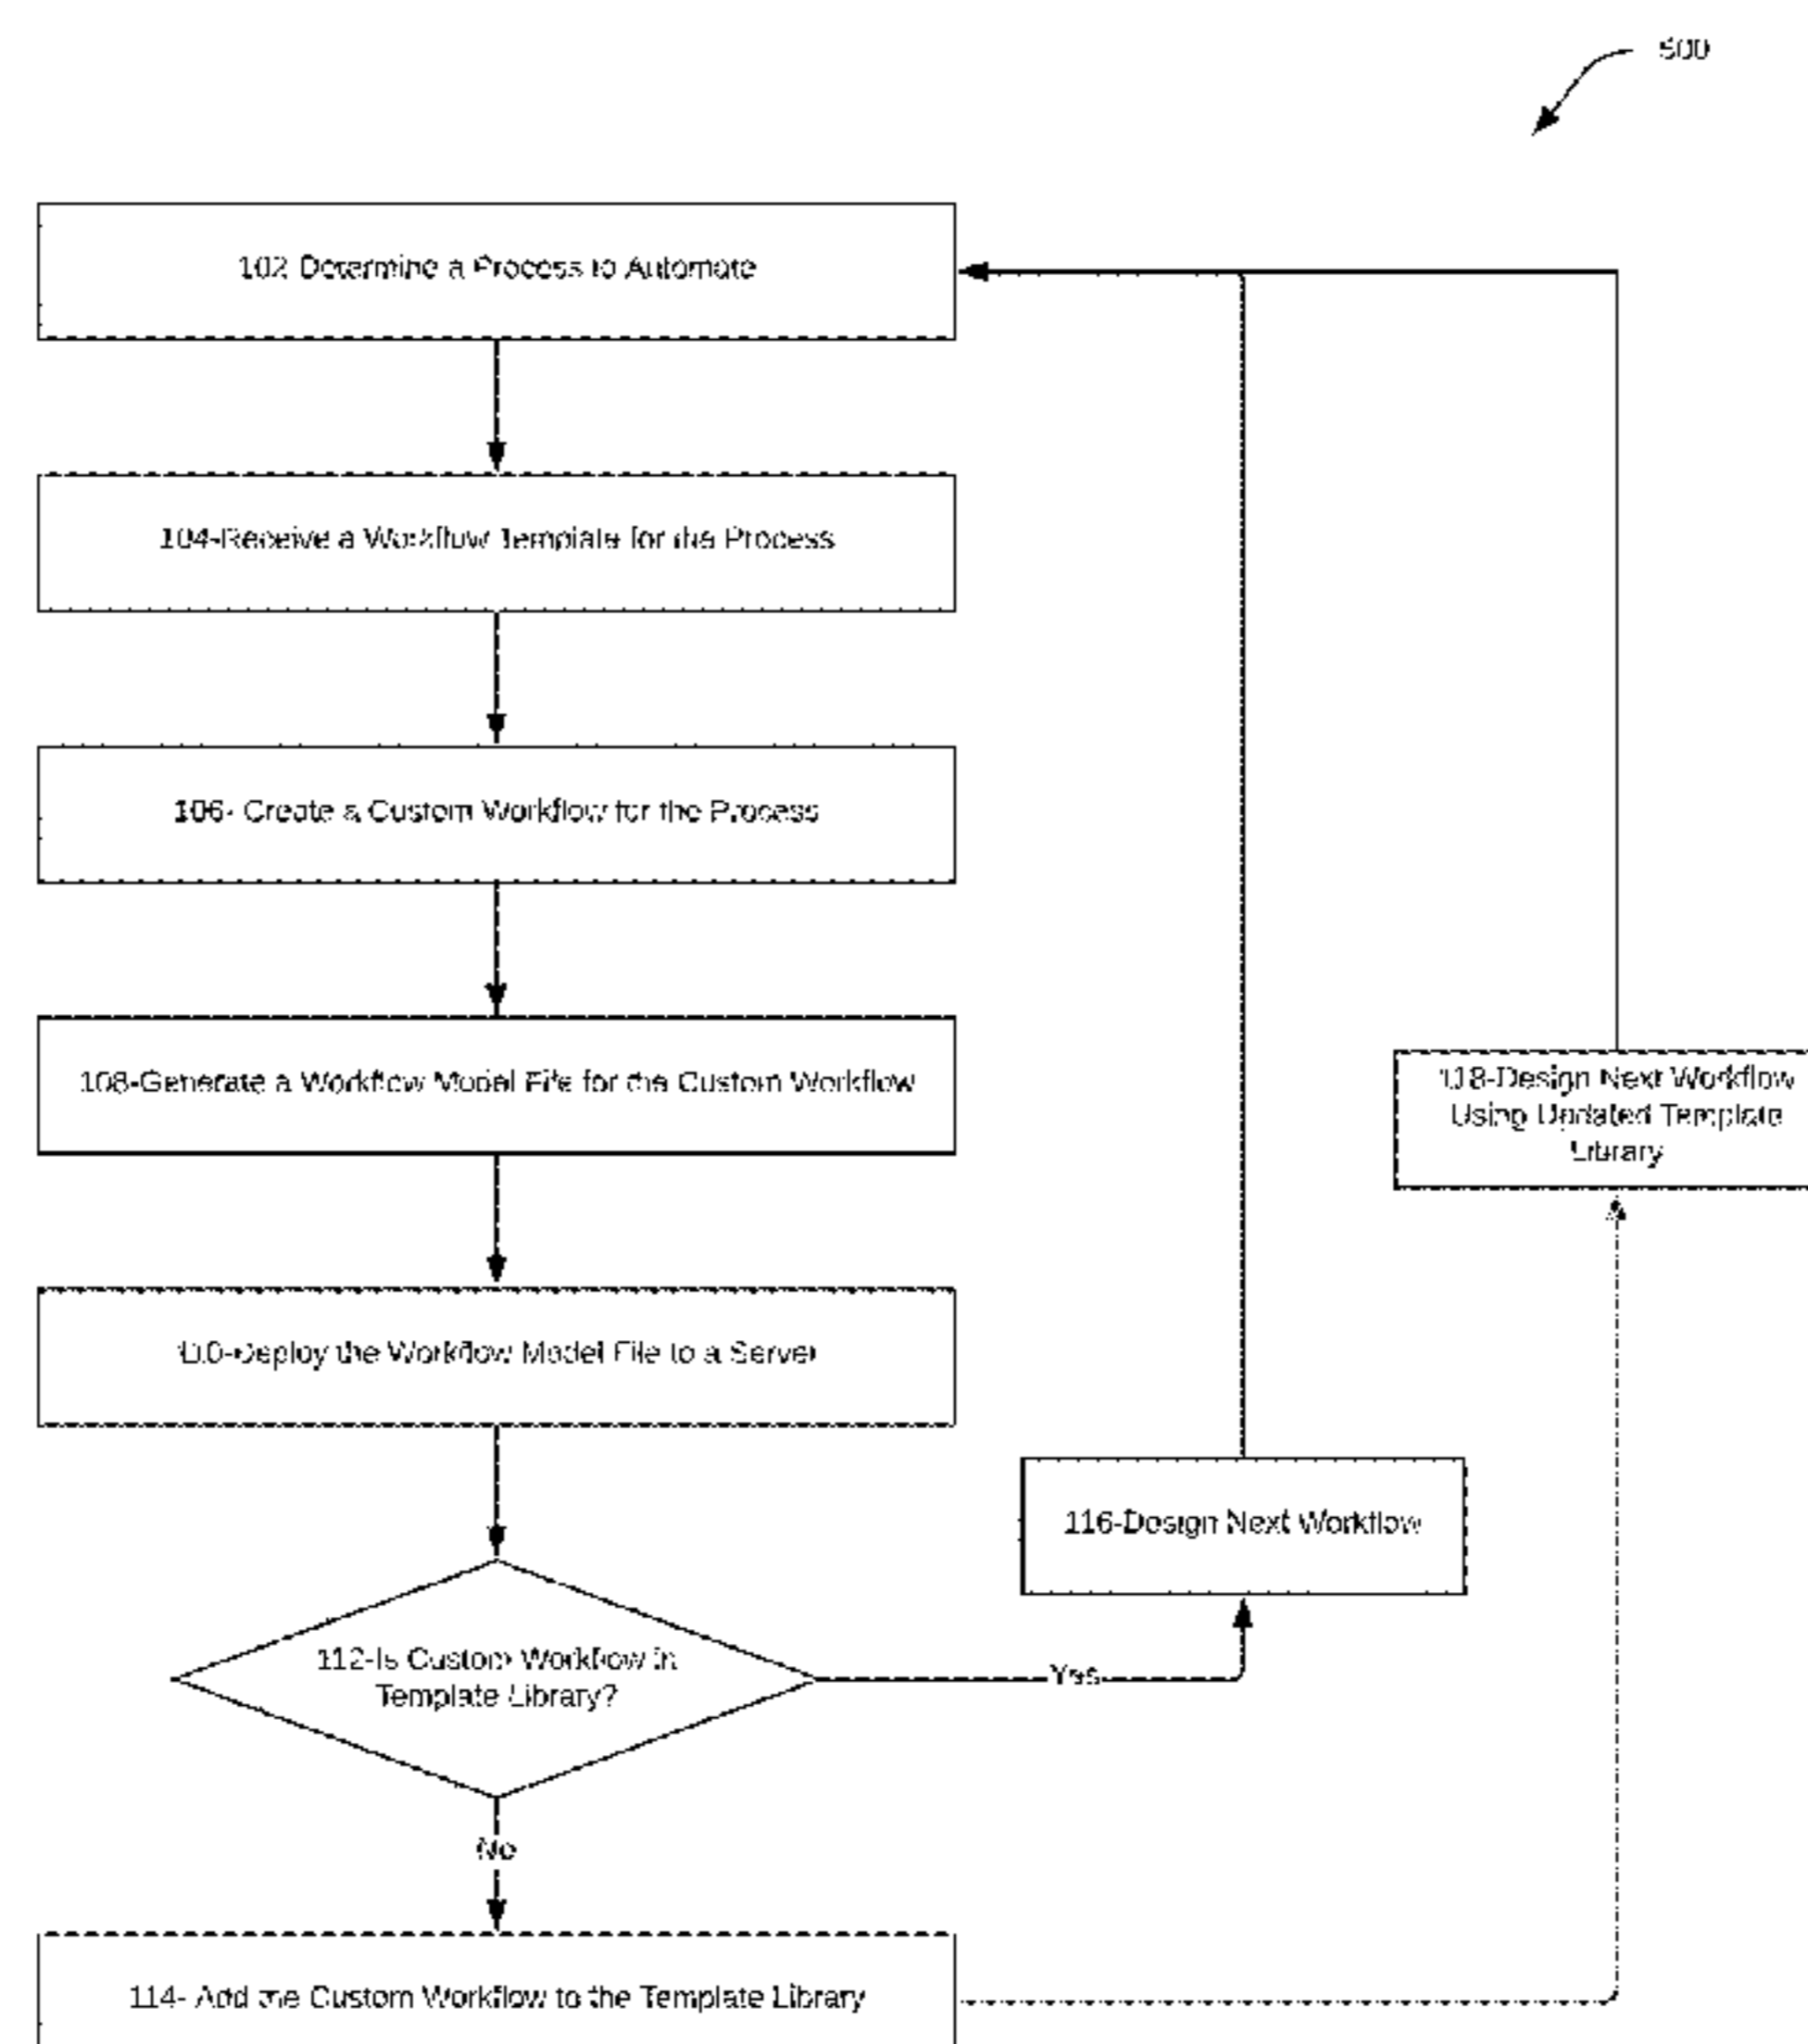 500
102-Determine a Process to Automate
104-Receive a Workflow Template for the Process
106- Create a Custom Workflow for the Process
108-Generate a Workflow Model File for the Custom Workflow
118-Design Next Workflow
Using Updated Template
Library
110-Deploy the Workflow Model File to a Server
116-Design Next Workflow
112-Is Custom Workflow in
Template Library?
Yes
No
114- Add the Custom Workflow to the Template Library